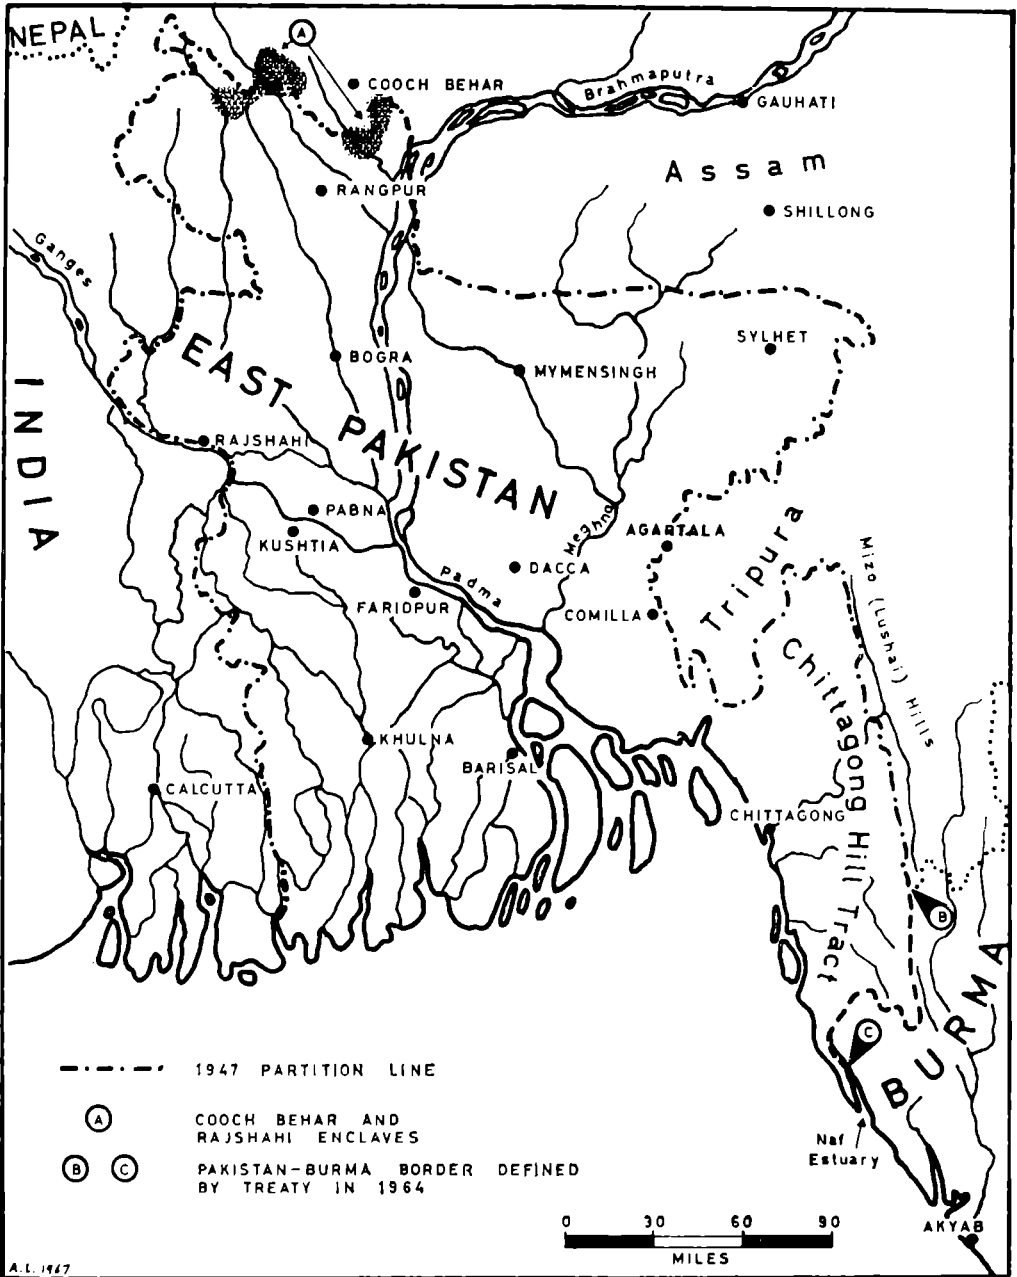 NEPAL
A
COOCH BEHAR
Brahmaputra
GAUHATI
Assam
RANGPUR
SHILLONG
Ganges
SYLHET
EAST PAKISTAN
BOGRA
MYMENSINGH
INDIA
RAJSHAHI
PABNA
KUSHTIA
Meghna
AGARTALA
Tripura
DACCA
Padma
FARIDPUR
COMILLA
Mizo (Lushai) Hills
Chittagong Hill Tract
KHULNA
BARISAL
CALCUTTA
CHITTAGONG
B
BURMA
C
1947 PARTITION LINE
A
COOCH BEHAR AND
RAJSHAHI ENCLAVES
B C
PAKISTAN-BURMA BORDER DEFINED
BY TREATY IN 1964
Naf
Estuary
AKYAB
0 30 60 90
MILES
A.L. 1967